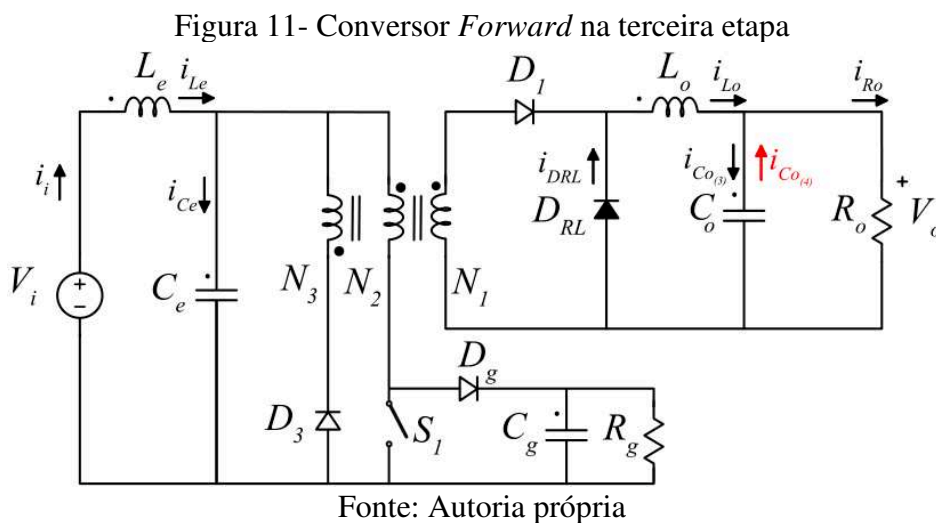 Figura 11- Conversor Forward na terceira etapa
L_e i_Le
D_1 L_o i_Lo i_Ro
i_i i_Ce
i_DRL i_Co(3) i_Co(4)
V_i C_e N_3 N_2 N_1 D_RL C_o R_o + V_o
+
−
D_g
D_3 S_1 C_g R_g
Fonte: Autoria própria